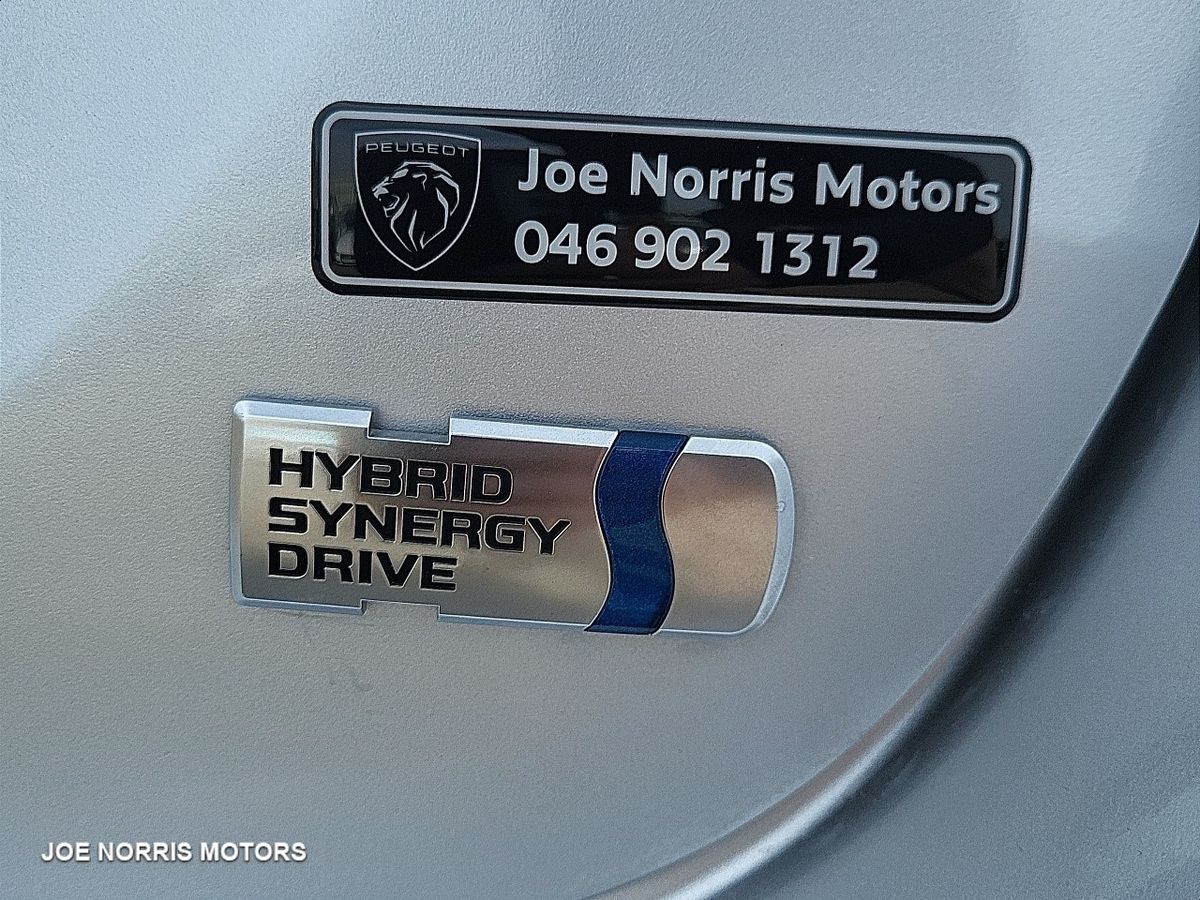 PEUGEOT
Joe Norris Motors
046 902 1312
HYBRID
SYNERGY
DRIVE
JOE NORRIS MOTORS